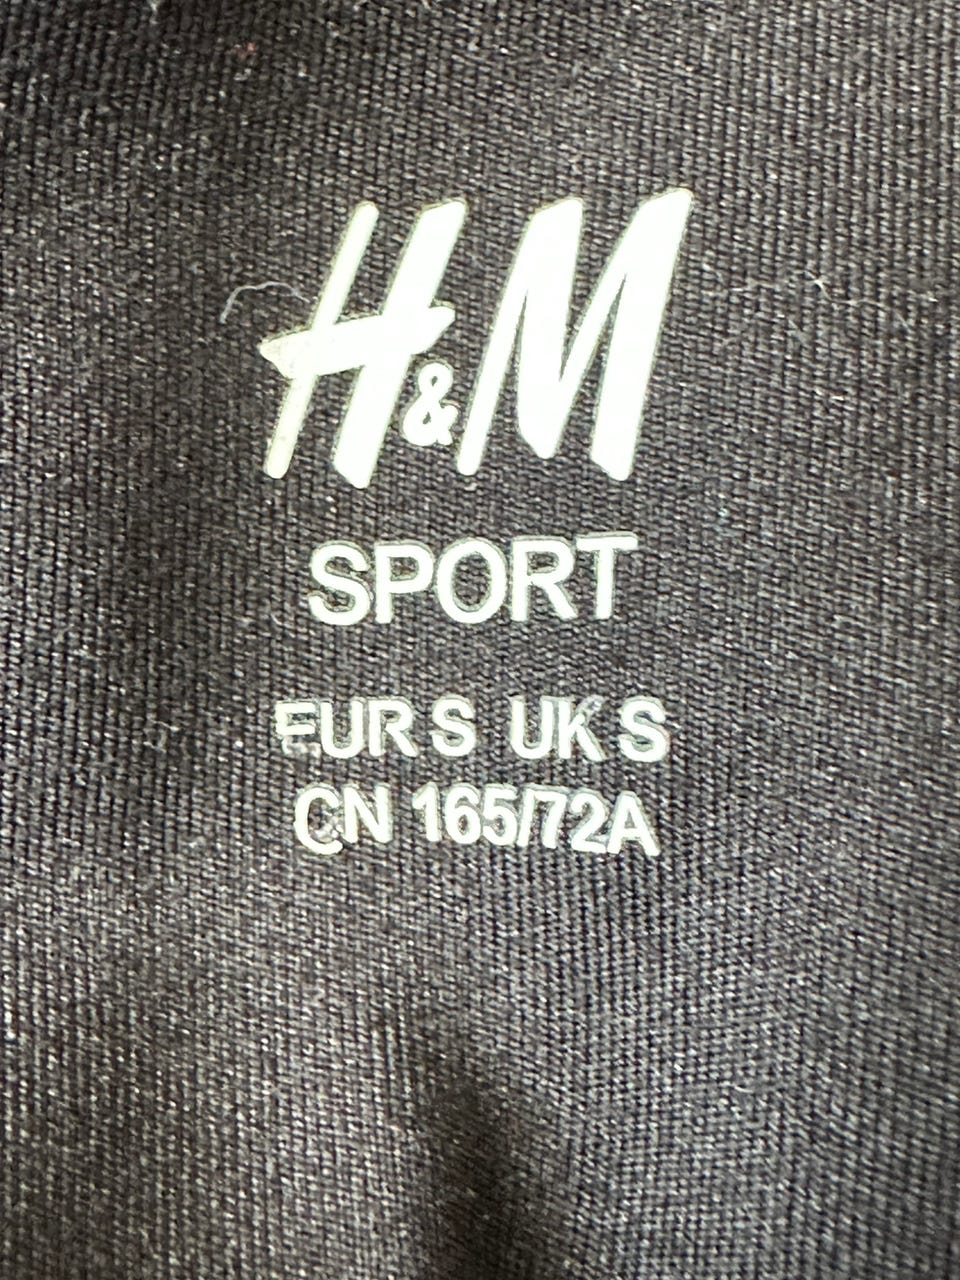 H&M
SPORT
EUR S UK S
CN 165/72A